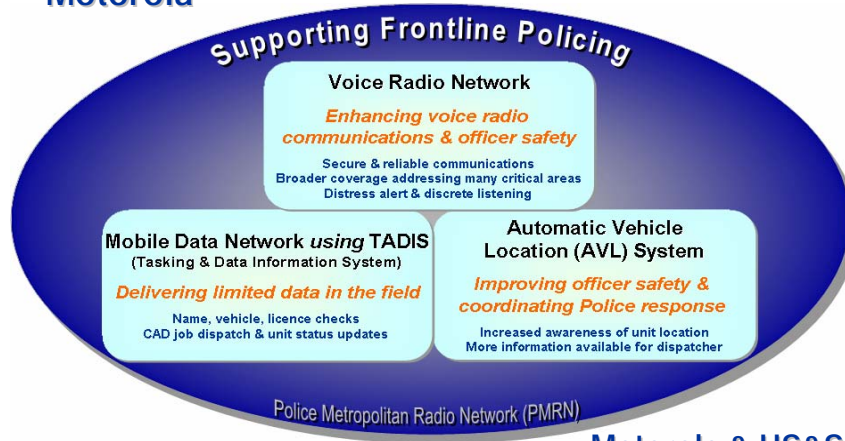 Motorola
Supporting Frontline Policing
Voice Radio Network
Enhancing voice radio
communications & officer safety
Secure & reliable communications
Broader coverage addressing many critical areas
Distress alert & discrete listening
Mobile Data Network using TADIS
(Tasking & Data Information System)
Delivering limited data in the field
Name, vehicle, licence checks
CAD job dispatch & unit status updates
Automatic Vehicle
Location (AVL) System
Improving officer safety &
coordinating Police response
Increased awareness of unit location
More information available for dispatcher
Police Metropolitan Radio Network (PMRN)
Motorola &